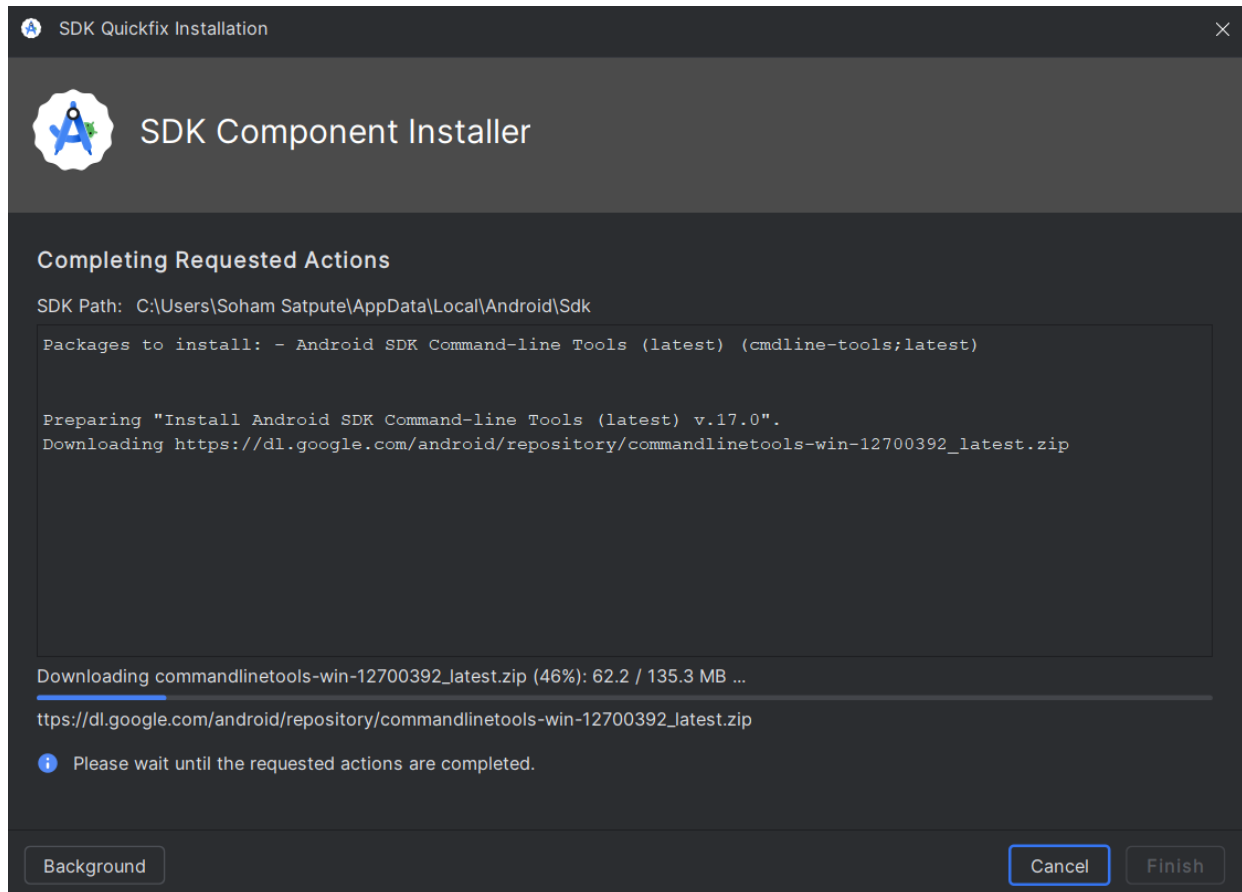 SDK Quickfix Installation
SDK Component Installer
Completing Requested Actions
SDK Path: C:\Users\Soham Satpute\AppData\Local\Android\Sdk
Packages to install: - Android SDK Command-line Tools (latest) (cmdline-tools;latest)
Preparing "Install Android SDK Command-line Tools (latest) v.17.0".
Downloading https://dl.google.com/android/repository/commandlinetools-win-12700392_latest.zip
Downloading commandlinetools-win-12700392_latest.zip (46%): 62.2 / 135.3 MB ...
ttps://dl.google.com/android/repository/commandlinetools-win-12700392_latest.zip
Please wait until the requested actions are completed.
Background
Cancel
Finish